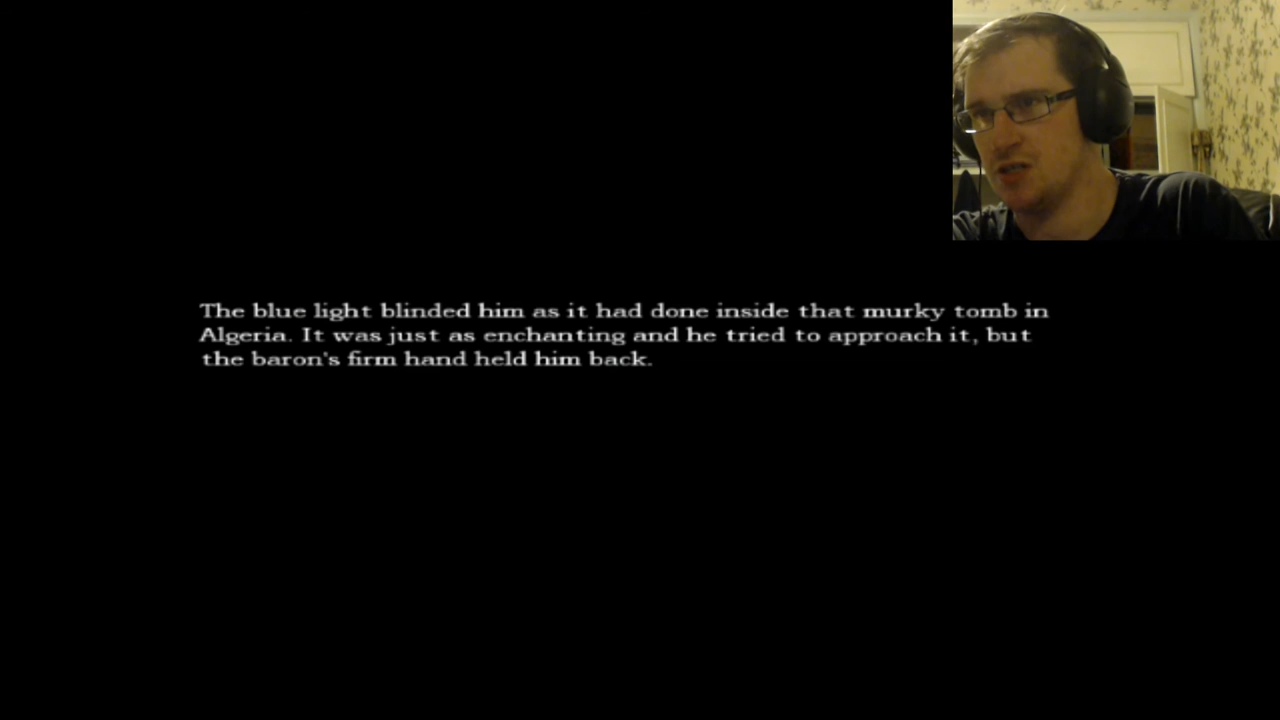 The blue light blinded him as it had done inside that murky tomb in
Algeria. It was just as enchanting and he tried to approach it, but
the baron's firm hand held him back.